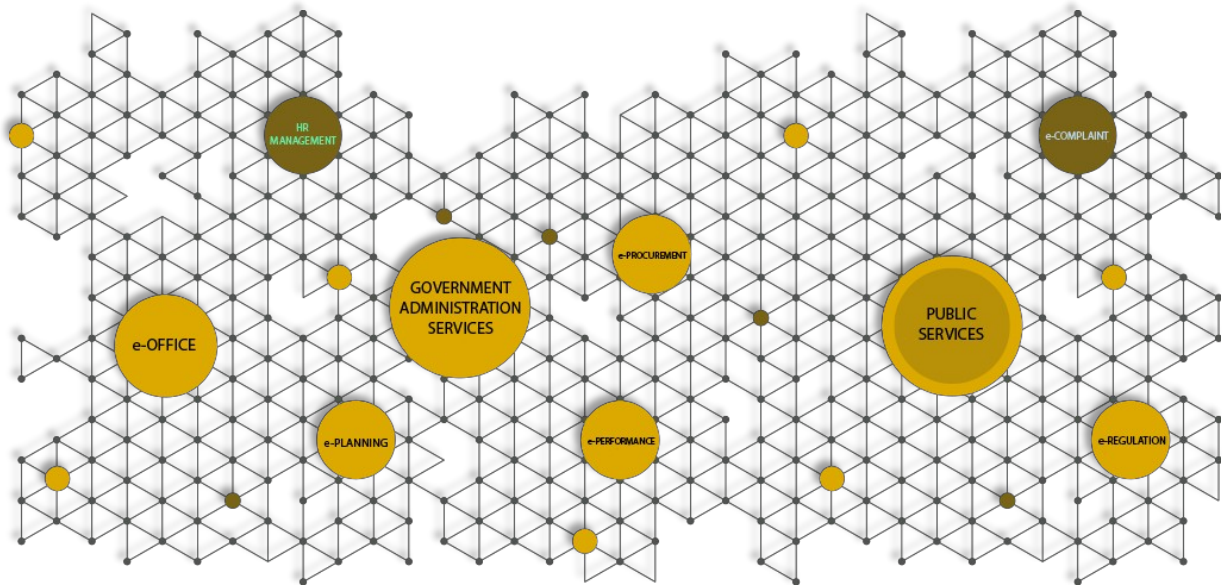 HR
MANAGEMENT
e-COMPLAINT
e-PROCUREMENT
GOVERNMENT
ADMINISTRATION
SERVICES
PUBLIC
SERVICES
e-OFFICE
e-PLANNING
e-PERFORMANCE
e-REGULATION